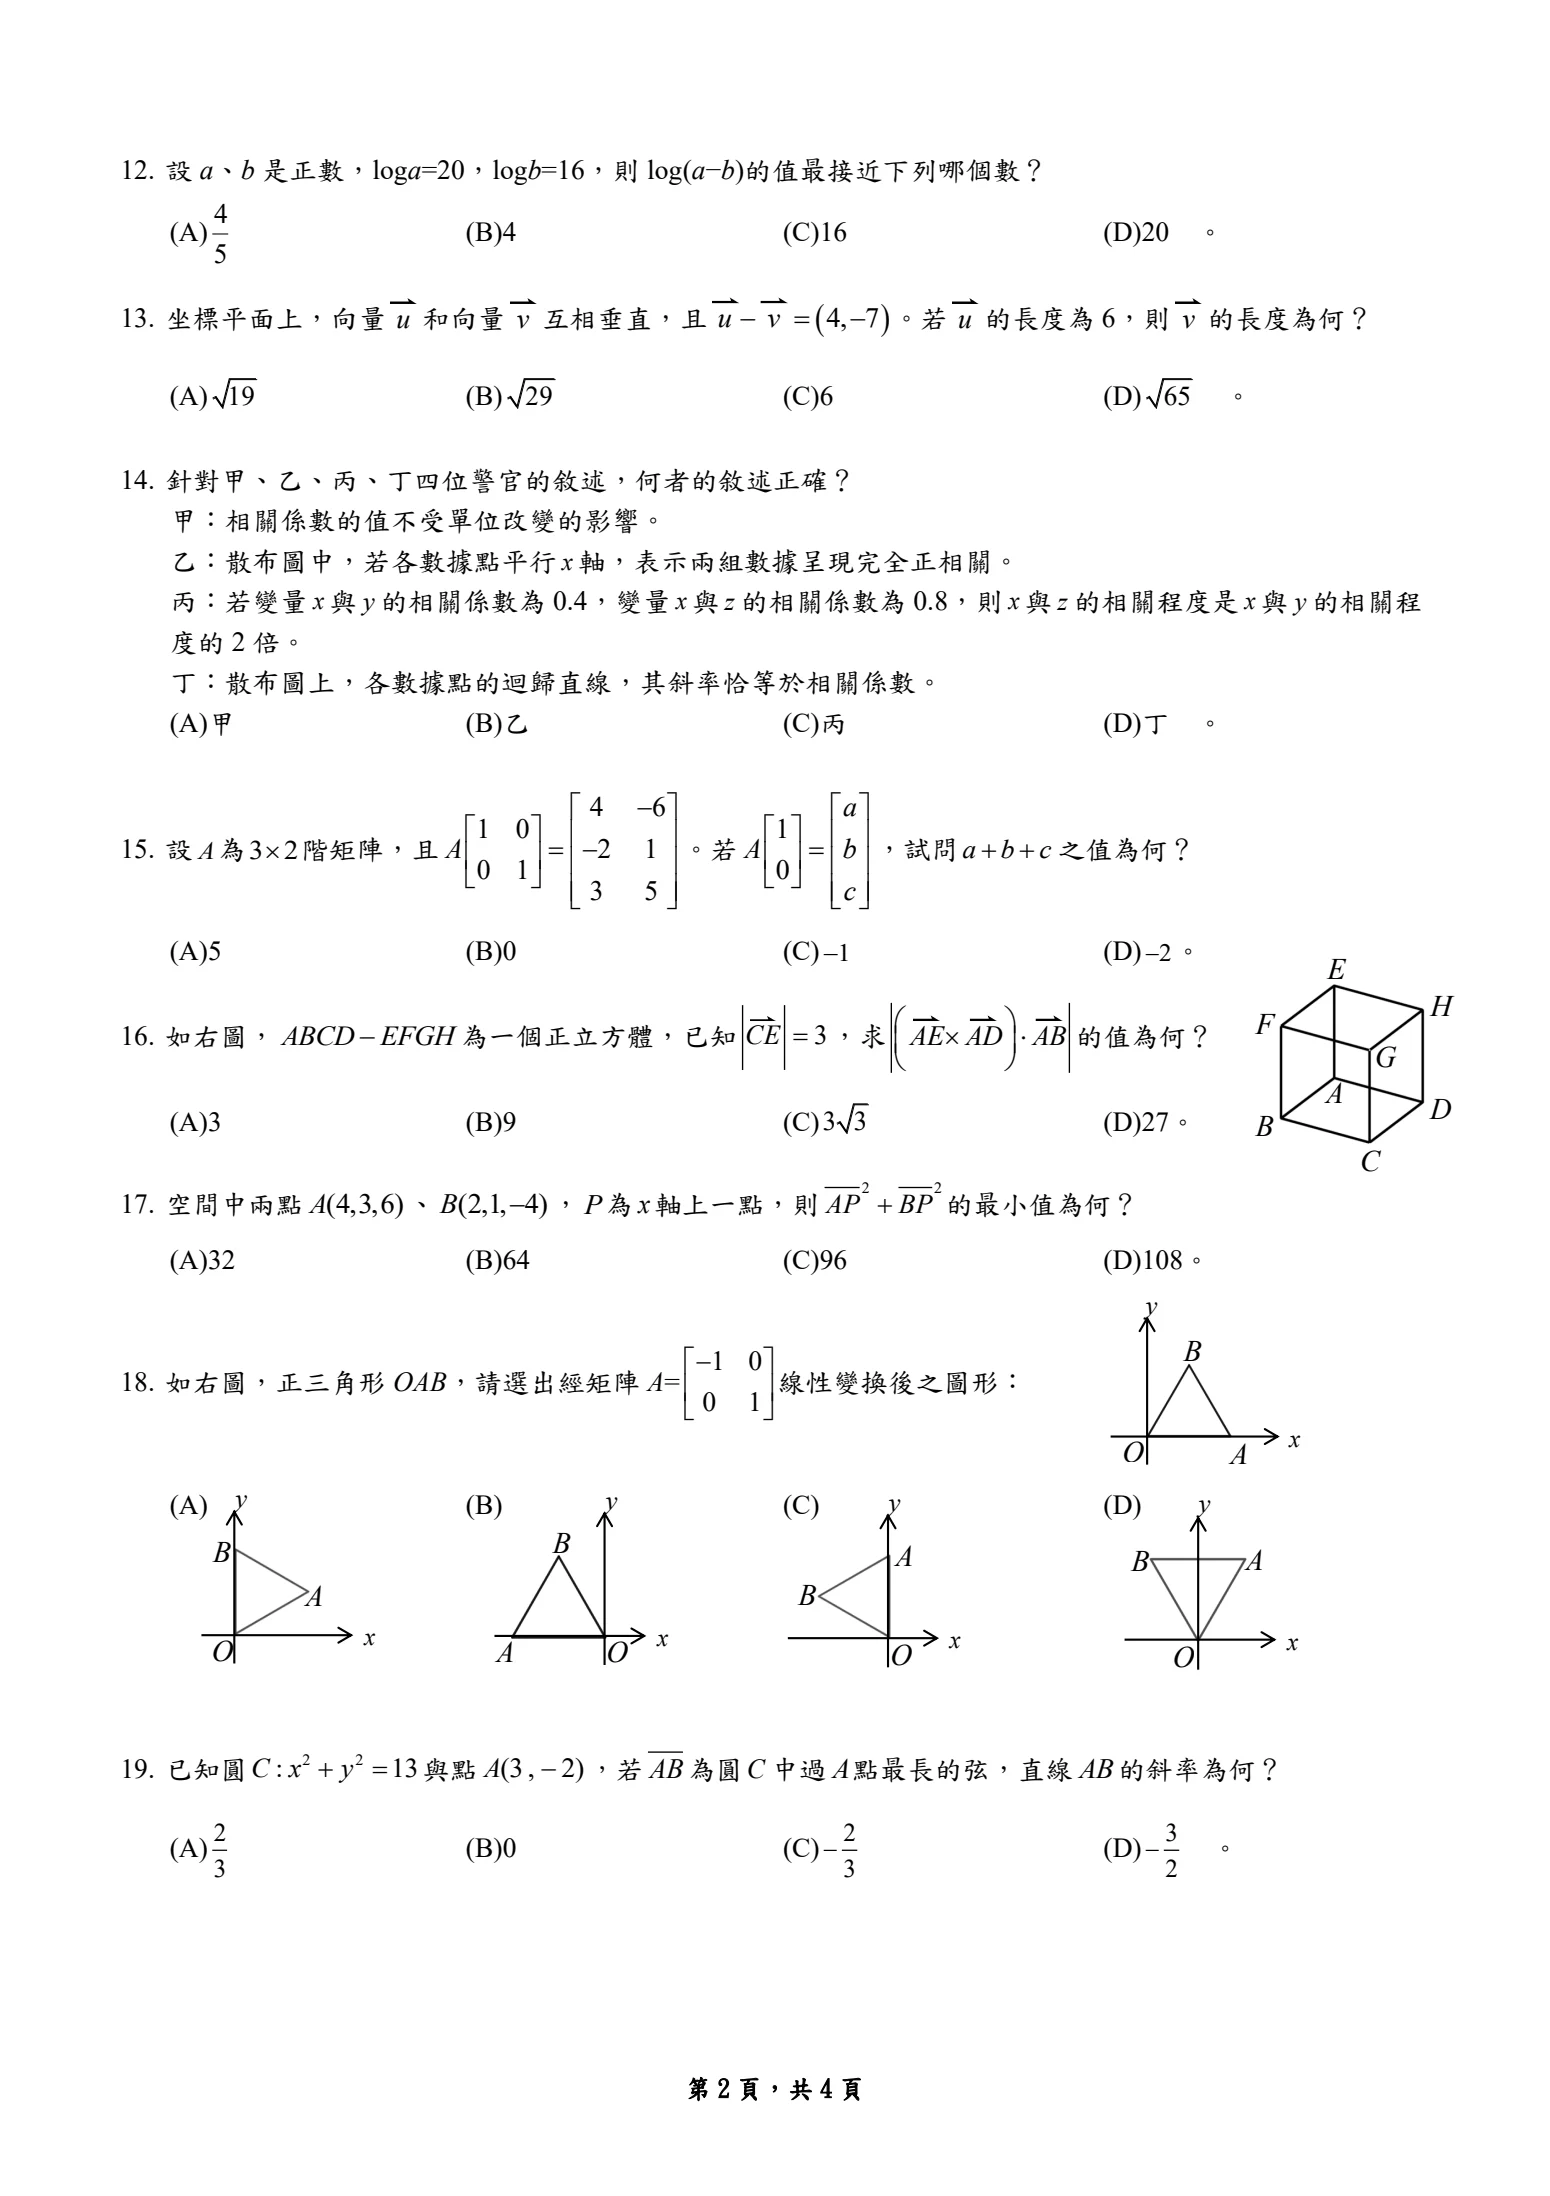 12. 設 a、b 是正數，loga=20，logb=16，則 log(a−b)的值最接近下列哪個數？
(A) 4/5 (B)4 (C)16 (D)20 。
13. 坐標平面上，向量 u⇀ 和向量 v⇀ 互相垂直，且 u⇀ − v⇀ = (4,−7)。若 u⇀ 的長度為 6，則 v⇀ 的長度為何？
(A) √19 (B) √29 (C)6 (D) √65 。
14. 針對甲、乙、丙、丁四位警官的敘述，何者的敘述正確？
甲：相關係數的值不受單位改變的影響。
乙：散布圖中，若各數據點平行 x 軸，表示兩組數據呈現完全正相關。
丙：若變量 x 與 y 的相關係數為 0.4，變量 x 與 z 的相關係數為 0.8，則 x 與 z 的相關程度是 x 與 y 的相關程
度的 2 倍。
丁：散布圖上，各數據點的迴歸直線，其斜率恰等於相關係數。
(A)甲 (B)乙 (C)丙 (D)丁 。
15. 設 A 為 3×2 階矩陣，且 A[1 0; 0 1] = [4 −6; −2 1; 3 5]。若 A[1; 0] = [a; b; c]，試問 a+b+c 之值為何？
(A)5 (B)0 (C) −1 (D) −2。
16. 如右圖， ABCD−EFGH 為一個正立方體，已知 |CE⇀| = 3，求 |(AE⇀ × AD⇀)·AB⇀| 的值為何？
(A)3 (B)9 (C) 3√3 (D)27。
E
H
F
G
A
D
B
C
17. 空間中兩點 A(4,3,6)、B(2,1,−4)，P 為 x 軸上一點，則 A̅P̅² + B̅P̅² 的最小值為何？
(A)32 (B)64 (C)96 (D)108。
18. 如右圖，正三角形 OAB，請選出經矩陣 A=[−1 0; 0 1]線性變換後之圖形：
y
B
O A x
(A) y (B) y (C) y (D) y
B B A B A
A B
O x A O x O x O x
19. 已知圓 C : x² + y² = 13 與點 A(3 , − 2)，若 A̅B̅ 為圓 C 中過 A點最長的弦，直線 AB 的斜率為何？
(A) 2/3 (B)0 (C) − 2/3 (D) − 3/2 。
第 2 頁，共 4 頁